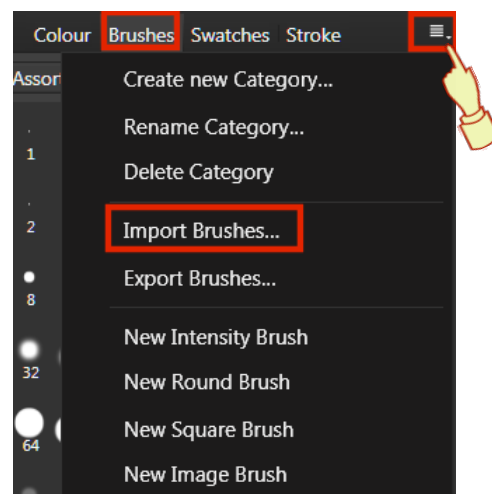 Colour Brushes Swatches Stroke
Assort
Create new Category...
Rename Category...
1
Delete Category
2
Import Brushes...
Export Brushes...
8
New Intensity Brush
32
New Round Brush
New Square Brush
64
New Image Brush